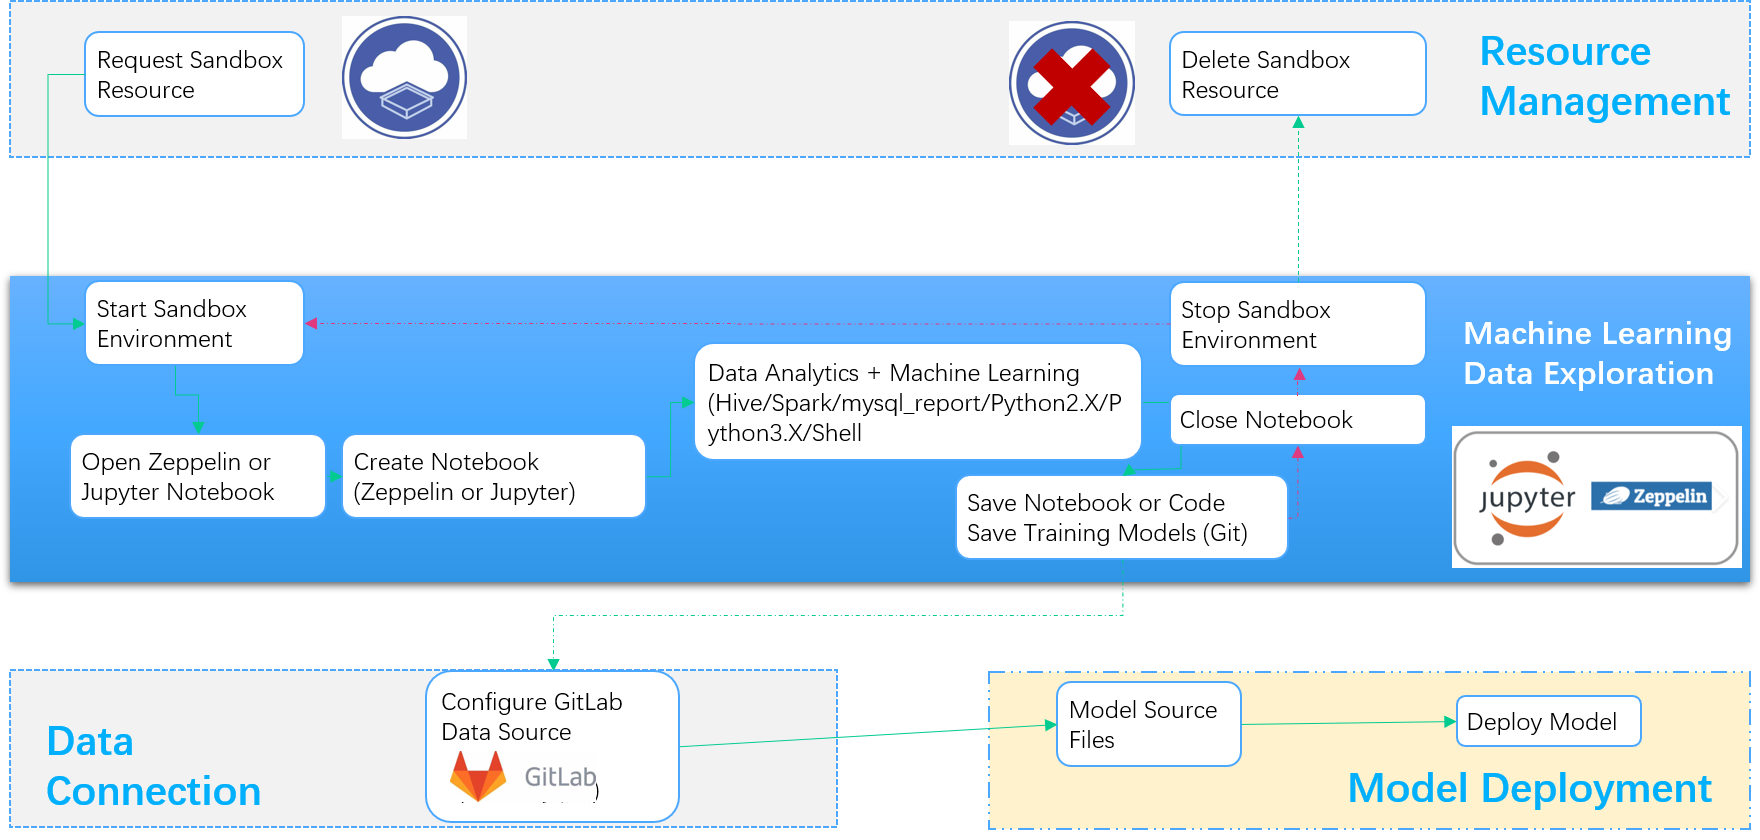 Request Sandbox
Resource
Delete Sandbox
Resource
Resource
Management
Start Sandbox
Environment
Stop Sandbox
Environment
Machine Learning
Data Exploration
Data Analytics + Machine Learning
(Hive/Spark/mysql_report/Python2.X/P
ython3.X/Shell
Close Notebook
Open Zeppelin or
Jupyter Notebook
Create Notebook
(Zeppelin or Jupyter)
Save Notebook or Code
Save Training Models (Git)
jupyter
Zeppelin
Configure GitLab
Data Source
GitLab
Data
Connection
Model Source
Files
Deploy Model
Model Deployment